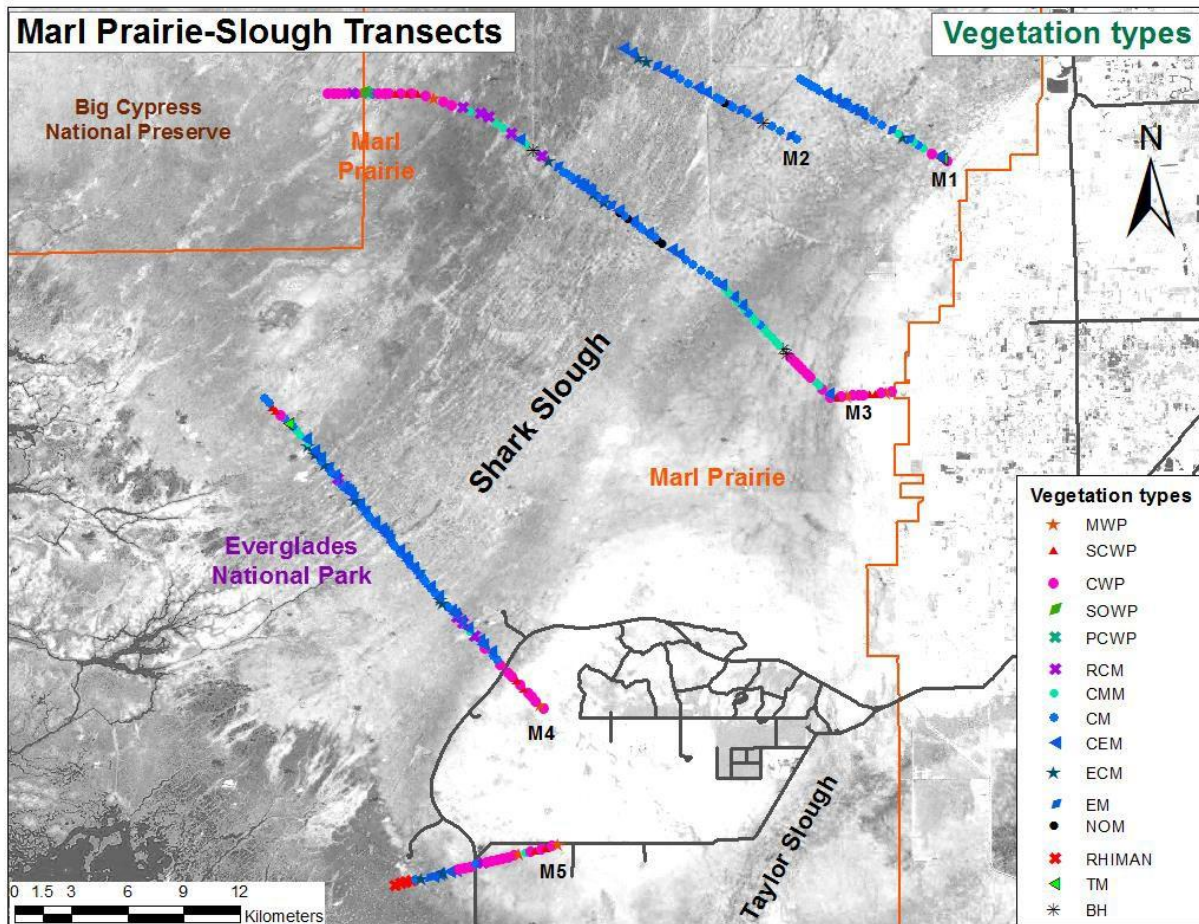 Marl Prairie-Slough Transects
Vegetation types
Big Cypress
National Preserve
Marl
Prairie
M2
M1
N
Shark Slough
M3
Marl Prairie
Everglades
National Park
M4
M5
Taylor Slough
Vegetation types
MWP
SCWP
CWP
SOWP
PCWP
RCM
CMM
CM
CEM
ECM
EM
NOM
RHIMAN
TM
BH
0 1.5 3 6 9 12
Kilometers